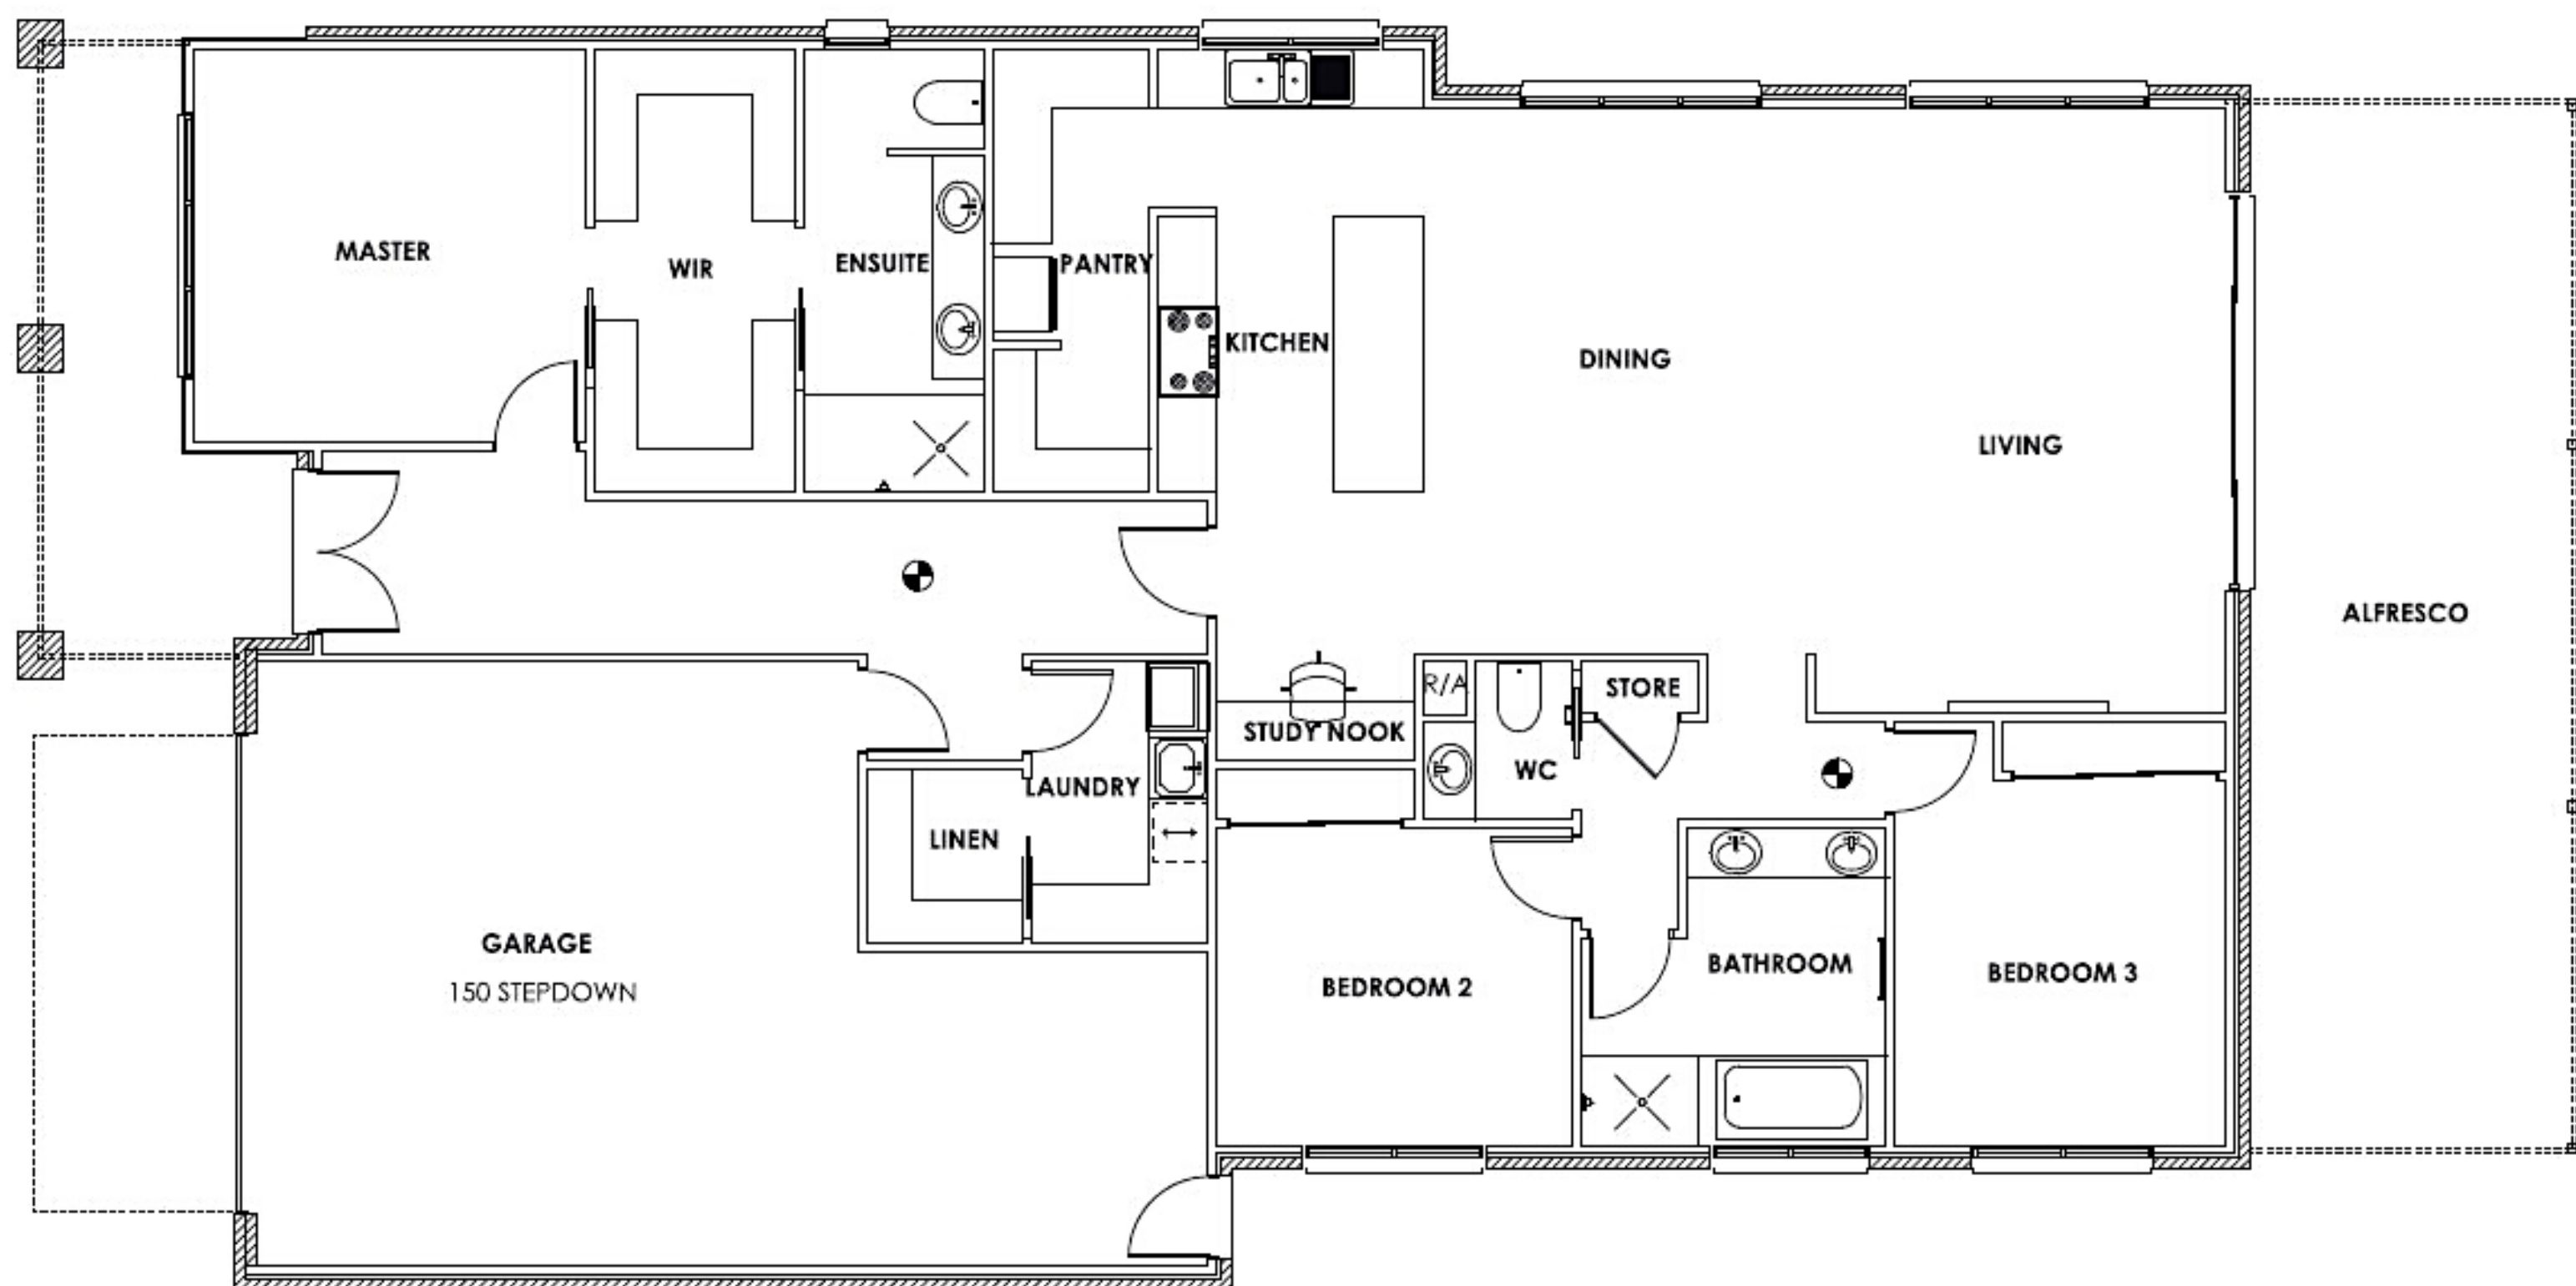 MASTER
WIR
ENSUITE
PANTRY
KITCHEN
DINING
LIVING
ALFRESCO
R/A
STORE
STUDY NOOK
WC
LAUNDRY
LINEN
GARAGE
150 STEPDOWN
BEDROOM 2
BATHROOM
BEDROOM 3